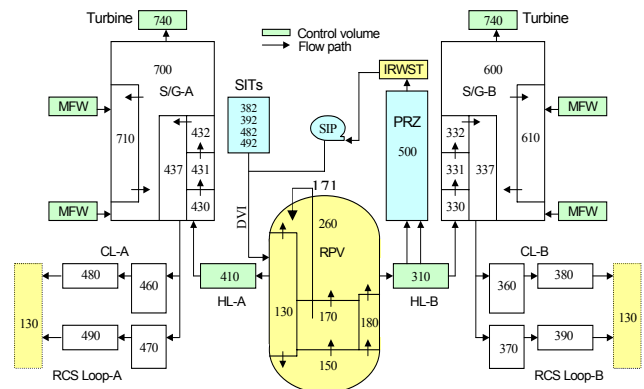 Turbine
740
Control volume
Flow path
740
Turbine
700
S/G-A
SITs
382
392
482
492
IRWST
600
S/G-B
MFW
MFW
710
432
437
431
430
SIP
PRZ
500
332
331
337
330
610
MFW
MFW
DVI
171
260
RPV
CL-A
CL-B
480
460
410
HL-A
310
HL-B
360
380
130
130
130
170
180
490
470
150
370
390
RCS Loop-A
RCS Loop-B